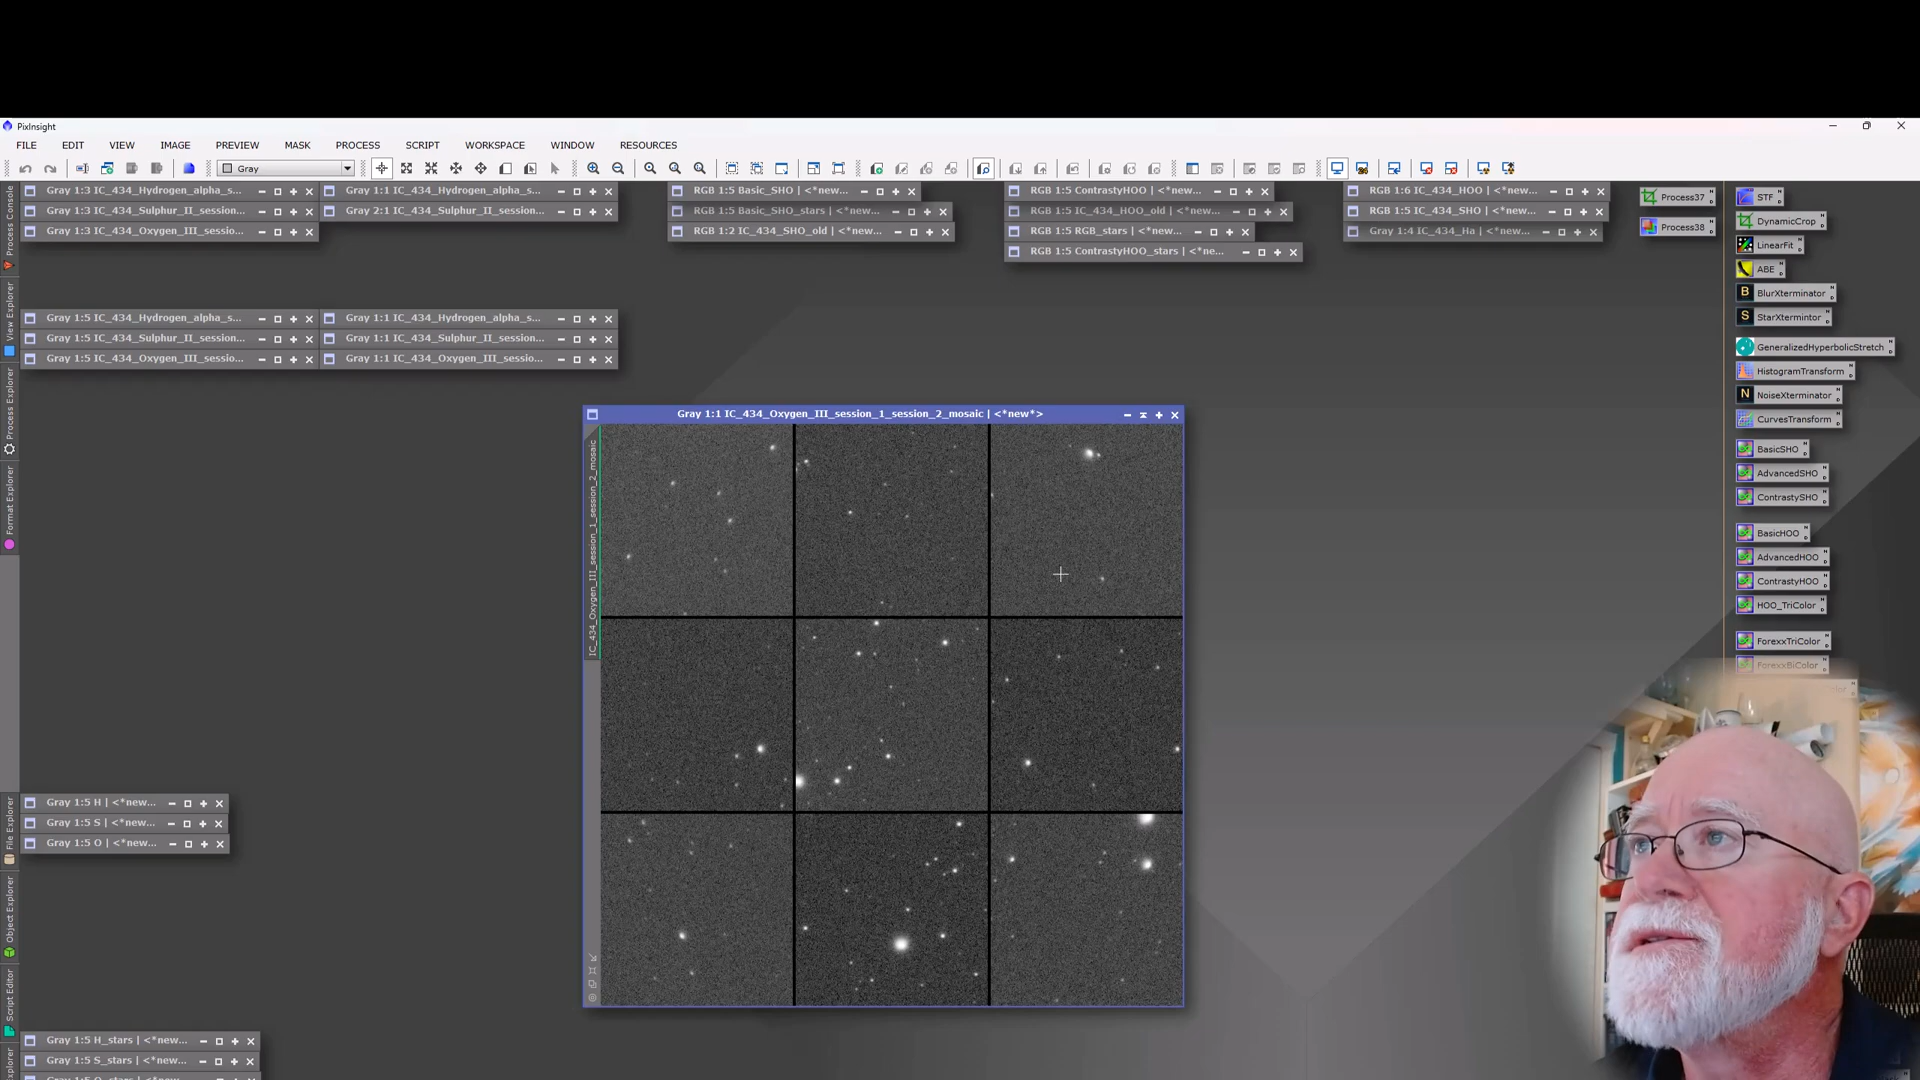 PixInsight
FILE EDIT VIEW IMAGE PREVIEW MASK PROCESS SCRIPT WORKSPACE WINDOW RESOURCES
Gray
Gray 1:3 IC_434_Hydrogen_alpha_s...
Gray 1:3 IC_434_Sulphur_II_session...
Gray 1:3 IC_434_Oxygen_III_sessio...
Gray 1:1 IC_434_Hydrogen_alpha_s...
Gray 2:1 IC_434_Sulphur_II_session...
RGB 1:5 Basic_SHO | <*new...
RGB 1:5 Basic_SHO_stars | <*new...
RGB 1:2 IC_434_SHO_old | <*new...
RGB 1:5 ContrastyHOO | <*new...
RGB 1:5 IC_434_HOO_old | <*new...
RGB 1:5 RGB_stars | <*new...
RGB 1:5 ContrastyHOO_stars | <*ne...
RGB 1:6 IC_434_HOO | <*new...
RGB 1:5 IC_434_SHO | <*new...
Gray 1:4 IC_434_Ha | <*new...
Process37
Process38
STF
DynamicCrop
LinearFit
ABE
BlurXterminator
StarXtermintor
GeneralizedHyperbolicStretch
HistogramTransform
NoiseXterminator
CurvesTransform
BasicSHO
AdvancedSHO
ContrastySHO
BasicHOO
AdvancedHOO
ContrastyHOO
HOO_TriColor
ForexxTriColor
ForexxBiColor
Gray 1:5 IC_434_Hydrogen_alpha_s...
Gray 1:5 IC_434_Sulphur_II_session...
Gray 1:5 IC_434_Oxygen_III_sessio...
Gray 1:1 IC_434_Hydrogen_alpha_s...
Gray 1:1 IC_434_Sulphur_II_session...
Gray 1:1 IC_434_Oxygen_III_sessio...
Gray 1:1 IC_434_Oxygen_III_session_1_session_2_mosaic | <*new*>
IC_434_Oxygen_III_session_1_session_2_mosaic
Gray 1:5 H | <*new...
Gray 1:5 S | <*new...
Gray 1:5 O | <*new...
Gray 1:5 H_stars | <*new...
Gray 1:5 S_stars | <*new...
Process Console
View Explorer
Process Explorer
Format Explorer
File Explorer
Object Explorer
Script Editor